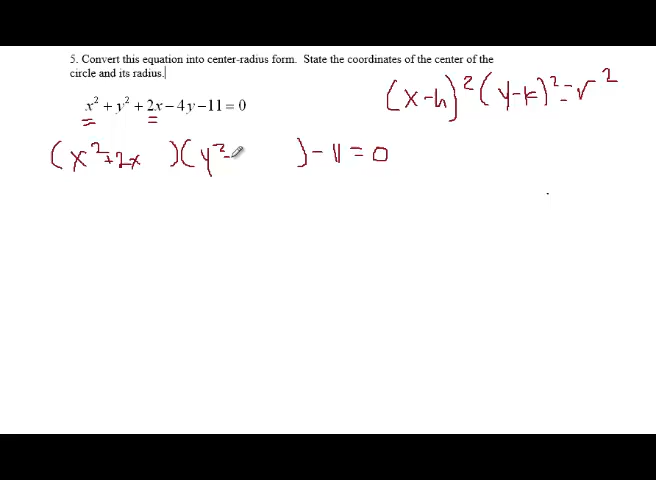 5. Convert this equation into center-radius form. State the coordinates of the center of the
circle and its radius.
x² + y² + 2x − 4y − 11 = 0
(x-h)² (y-k)² = r²
(x²+2x )(y²- ) - 11 = 0